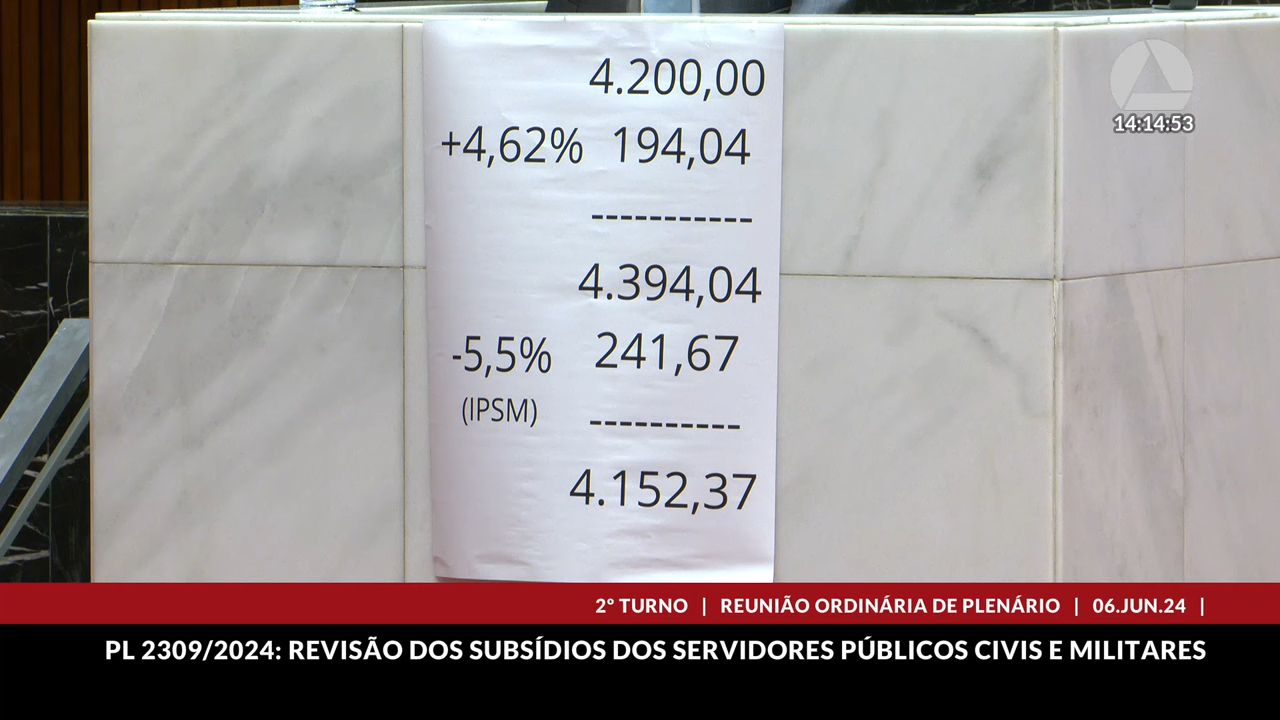 4.200,00
+4,62% 194,04
-----------
4.394,04
-5,5% 241,67
(IPSM)
----------
4.152,37
14:14:53
2º TURNO | REUNIÃO ORDINÁRIA DE PLENÁRIO | 06.JUN.24 |
PL 2309/2024: REVISÃO DOS SUBSÍDIOS DOS SERVIDORES PÚBLICOS CIVIS E MILITARES